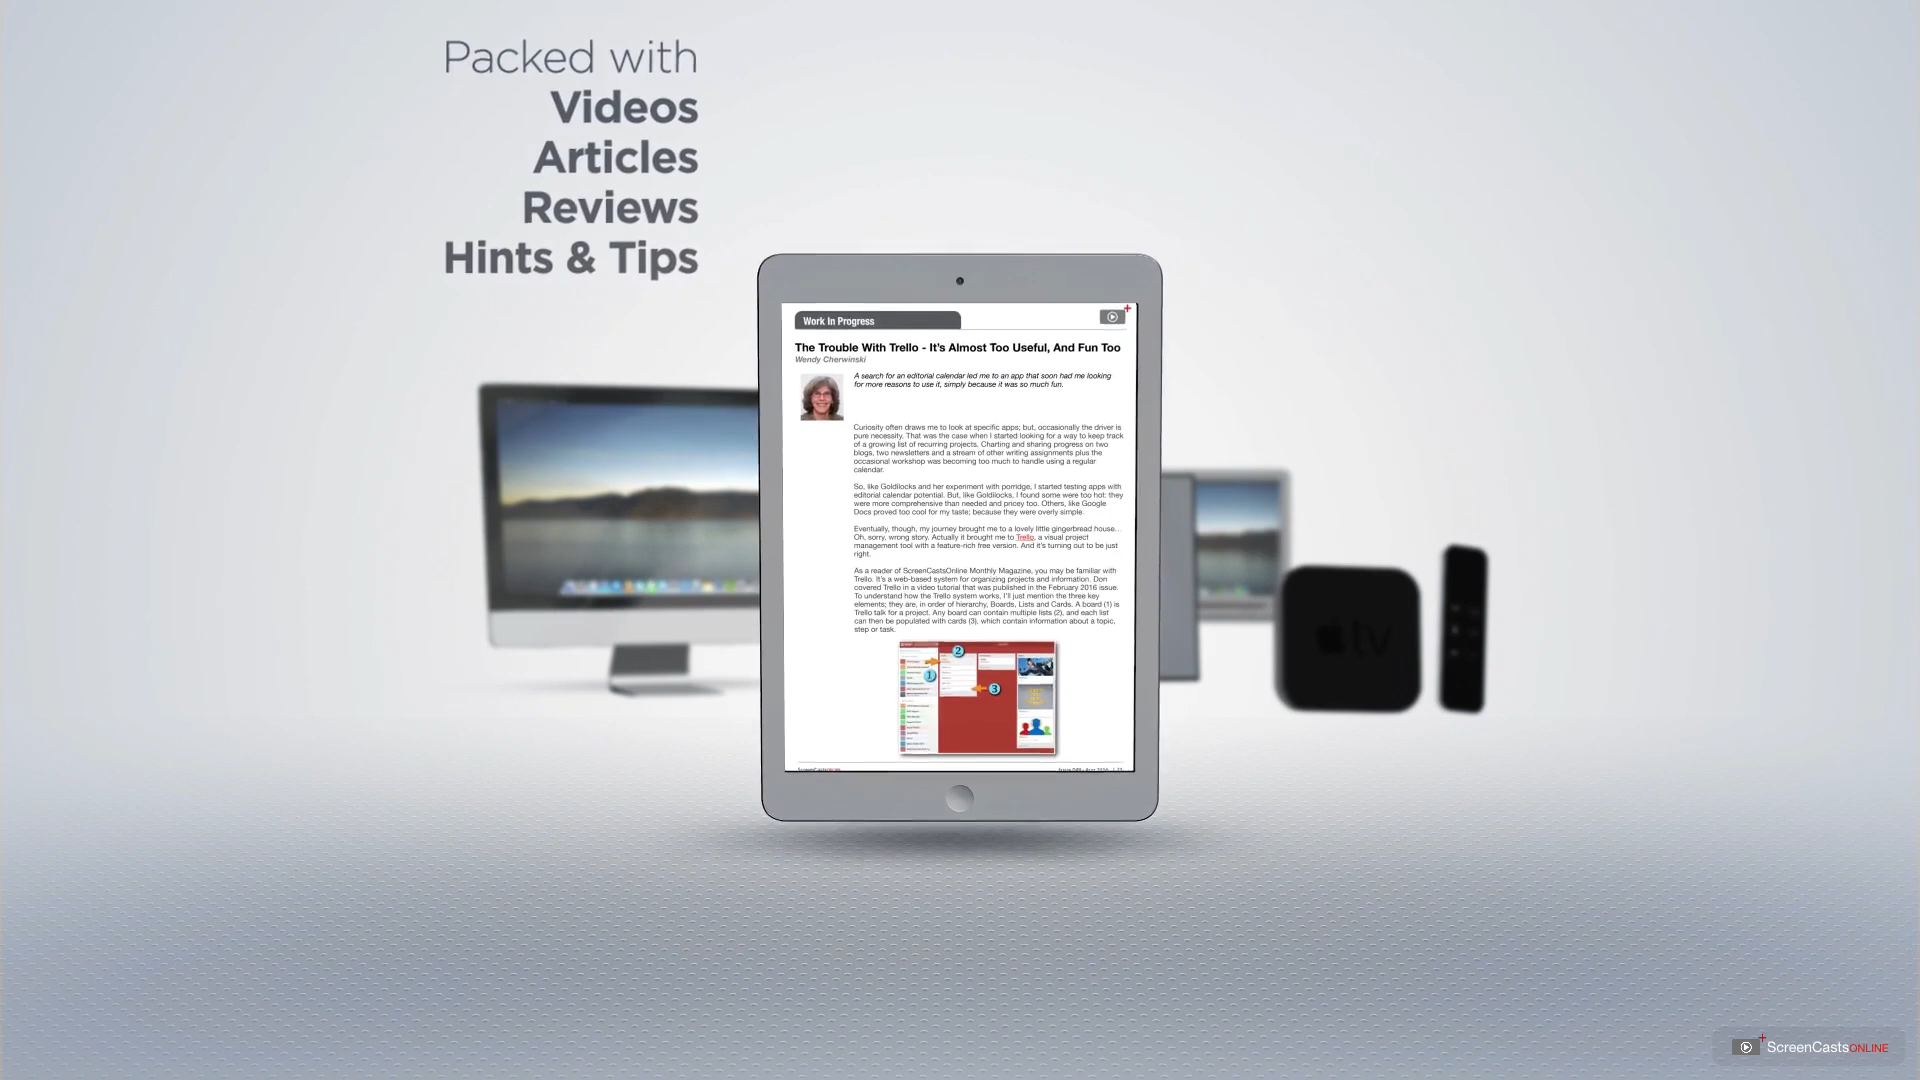 Packed with
Videos
Articles
Reviews
Hints & Tips
Work In Progress
The Trouble With Trello - It's Almost Too Useful, And Fun Too
Wendy Cherwinski
A search for an editorial calendar led me to an app that soon had me looking
for more reasons to use it, simply because it was so much fun.
Curiosity often draws me to look at specific apps; but, occasionally the driver is
pure necessity. That was the case when I started looking for a way to keep track
of a growing list of recurring projects. Charting and sharing progress on two
blogs, two newsletters and a stream of other writing assignments plus the
occasional workshop was becoming too much to handle using a regular
calendar.
So, like Goldilocks and her experiment with porridge, I started testing apps with
editorial calendar potential. But, like Goldilocks, I found some were too hot: they
were more comprehensive than needed and pricey too. Others, like Google
Docs proved too cool for my taste; because they were overly simple.
Eventually, though, my journey brought me to a lovely little gingerbread house...
Oh, sorry, wrong story. Actually it brought me to Trello, a visual project
management tool with a feature-rich free version. And it's turning out to be just
right.
As a reader of ScreenCastsOnline Monthly Magazine, you may be familiar with
Trello. It's a web-based system for organizing projects and information. Don
covered Trello in a video tutorial that was published in the February 2016 issue.
To understand how the Trello system works, I'll just mention the three key
elements; they are, in order of hierarchy, Boards, Lists and Cards. A board (1) is
Trello talk for a project. Any board can contain multiple lists (2), and each list
can then be populated with cards (3), which contain information about a topic,
step or task.
2
1
3
tv
ScreenCastsONLINE